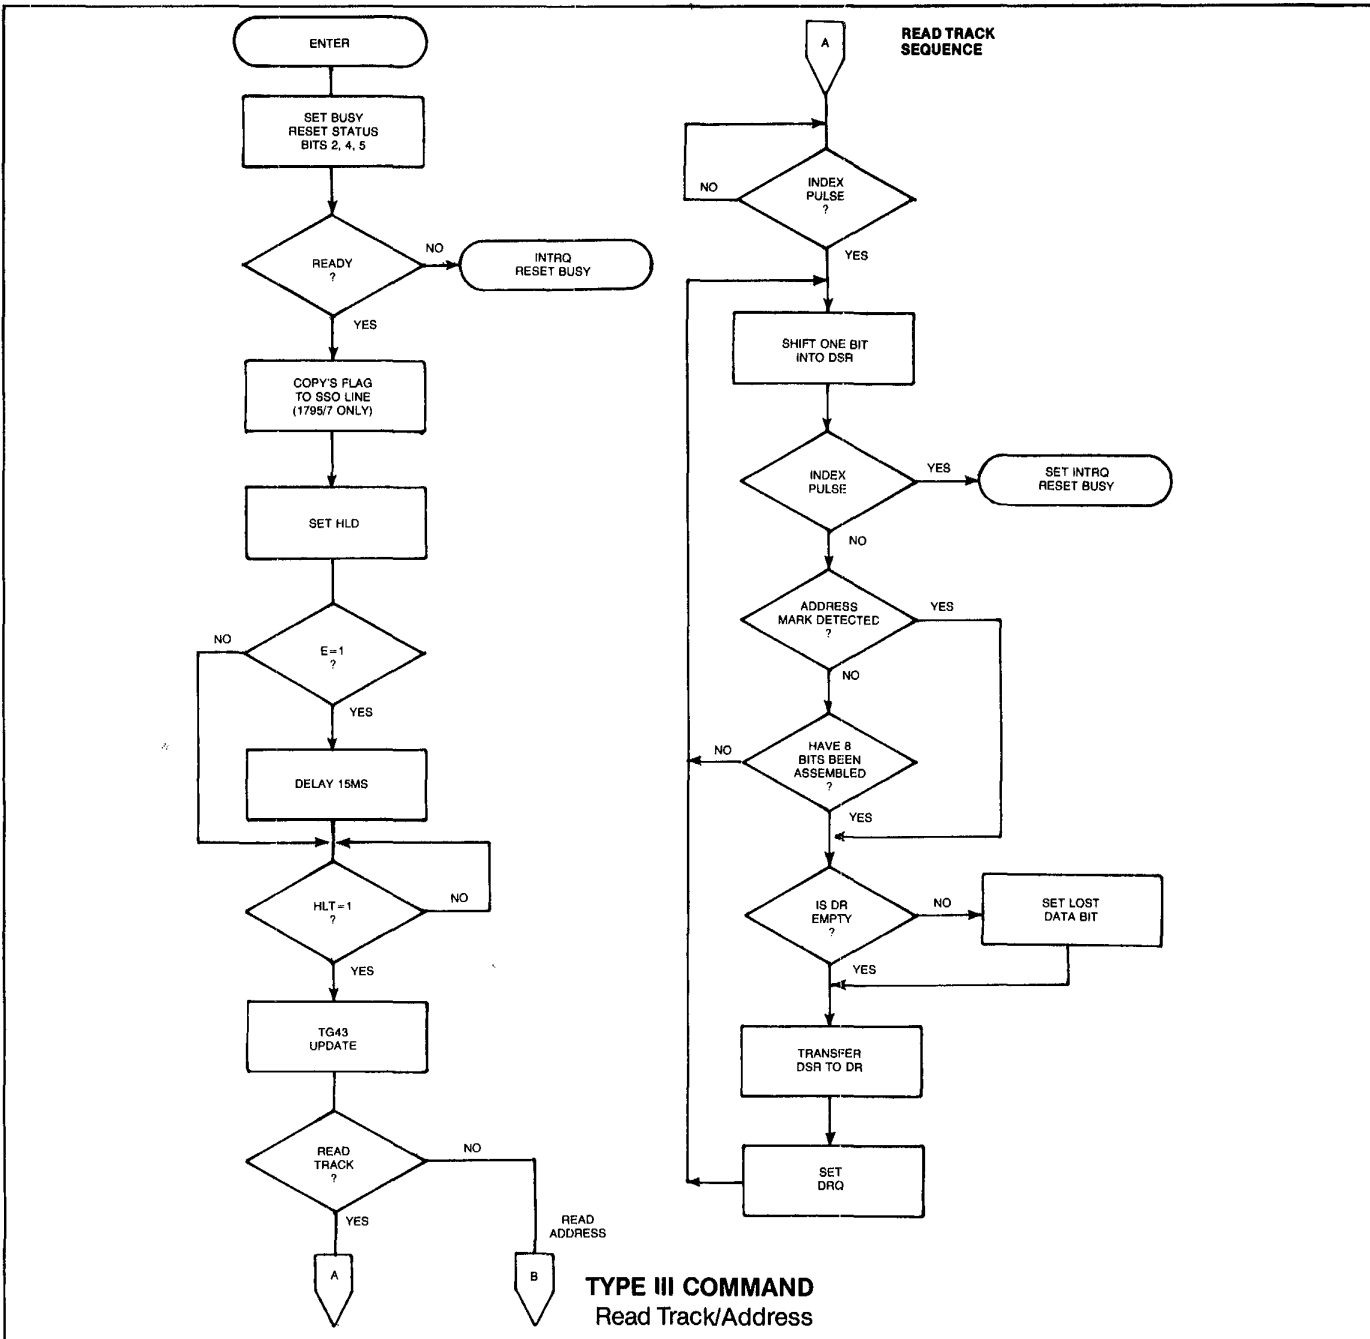 ENTER
SET BUSY
RESET STATUS
BITS 2, 4, 5
READY
?
NO
INTRQ
RESET BUSY
YES
COPY'S FLAG
TO SSO LINE
(1795/7 ONLY)
SET HLD
NO
E=1
?
YES
DELAY 15MS
HLT=1
?
NO
YES
TG43
UPDATE
READ
TRACK
?
NO
YES
READ
ADDRESS
A
B
A
READ TRACK
SEQUENCE
INDEX
PULSE
?
NO
YES
SHIFT ONE BIT
INTO DSR
INDEX
PULSE
YES
SET INTRQ
RESET BUSY
NO
ADDRESS
MARK DETECTED
?
YES
NO
HAVE 8
BITS BEEN
ASSEMBLED
?
NO
YES
IS DR
EMPTY
?
NO
SET LOST
DATA BIT
YES
TRANSFER
DSR TO DR
SET
DRQ
TYPE III COMMAND
Read Track/Address